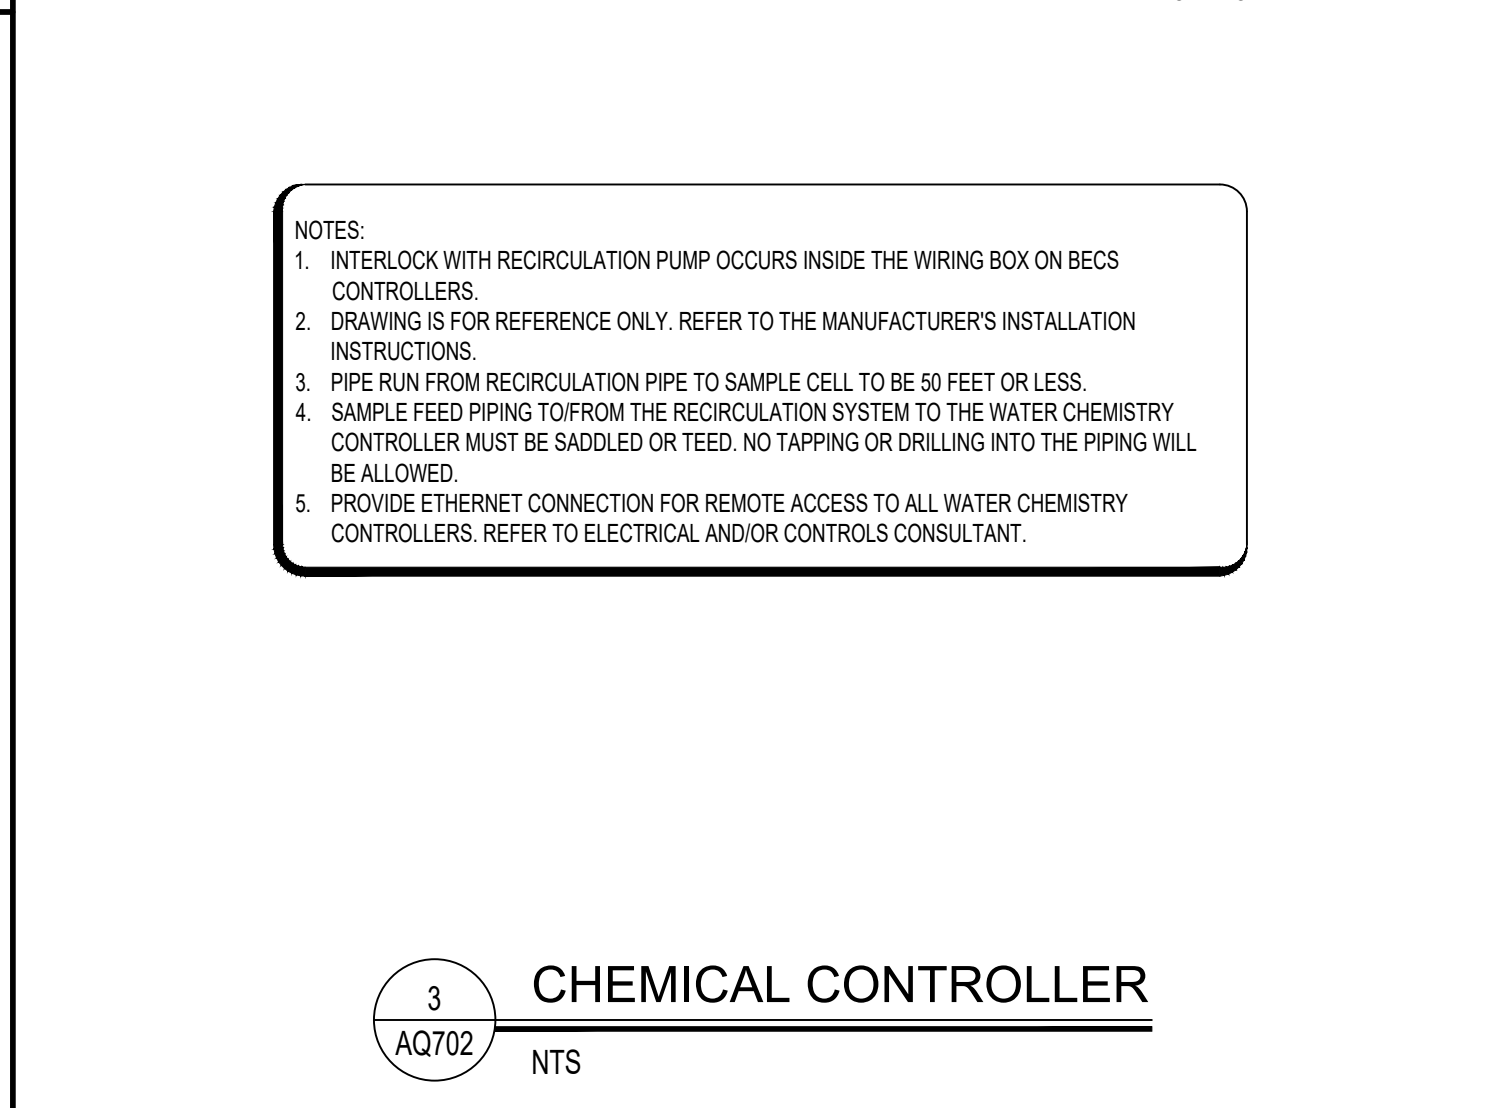 NOTES:
1. INTERLOCK WITH RECIRCULATION PUMP OCCURS INSIDE THE WIRING BOX ON BECS
CONTROLLERS.
2. DRAWING IS FOR REFERENCE ONLY. REFER TO THE MANUFACTURER'S INSTALLATION
INSTRUCTIONS.
3. PIPE RUN FROM RECIRCULATION PIPE TO SAMPLE CELL TO BE 50 FEET OR LESS.
4. SAMPLE FEED PIPING TO/FROM THE RECIRCULATION SYSTEM TO THE WATER CHEMISTRY
CONTROLLER MUST BE SADDLED OR TEED. NO TAPPING OR DRILLING INTO THE PIPING WILL
BE ALLOWED.
5. PROVIDE ETHERNET CONNECTION FOR REMOTE ACCESS TO ALL WATER CHEMISTRY
CONTROLLERS. REFER TO ELECTRICAL AND/OR CONTROLS CONSULTANT.
3
CHEMICAL CONTROLLER
AQ702
NTS